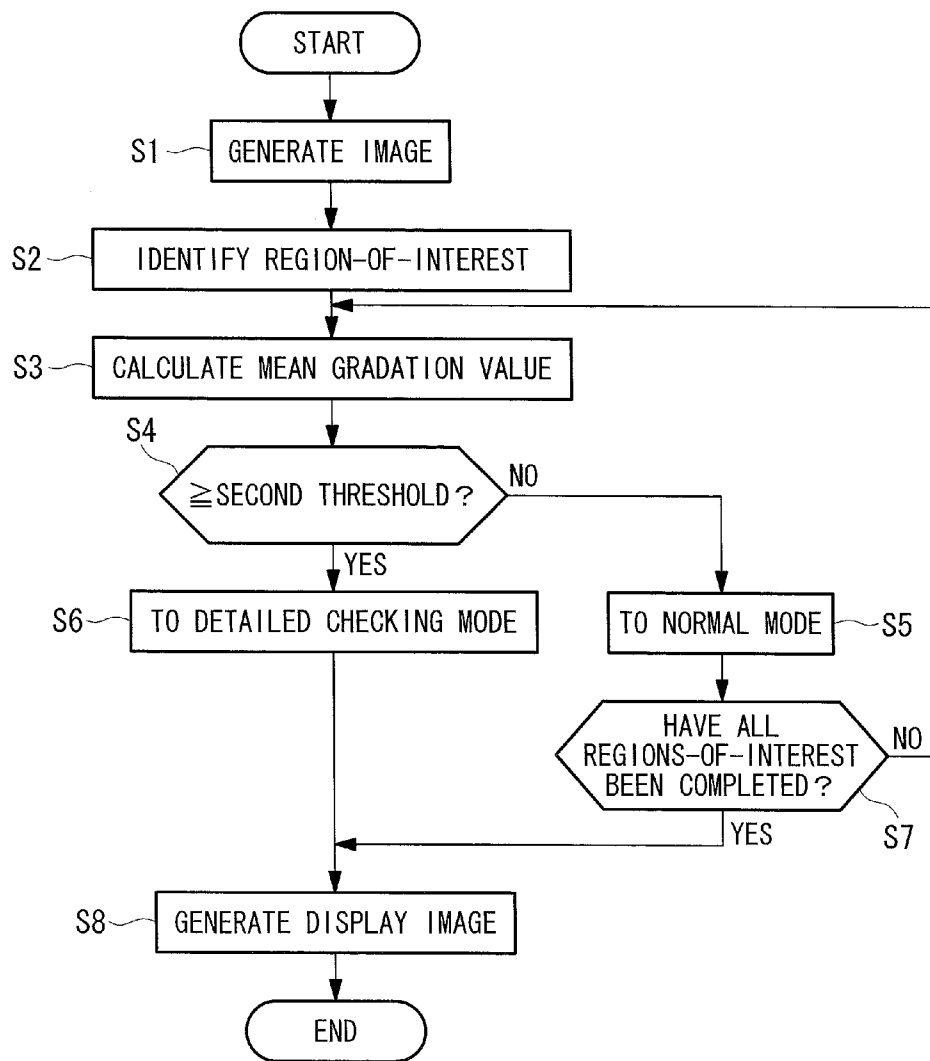 START
S1
GENERATE IMAGE
S2
IDENTIFY REGION-OF-INTEREST
S3
CALCULATE MEAN GRADATION VALUE
S4
≧SECOND THRESHOLD?
NO
YES
S6
TO DETAILED CHECKING MODE
TO NORMAL MODE
S5
HAVE ALL
REGIONS-OF-INTEREST
BEEN COMPLETED?
NO
S7
YES
S8
GENERATE DISPLAY IMAGE
END